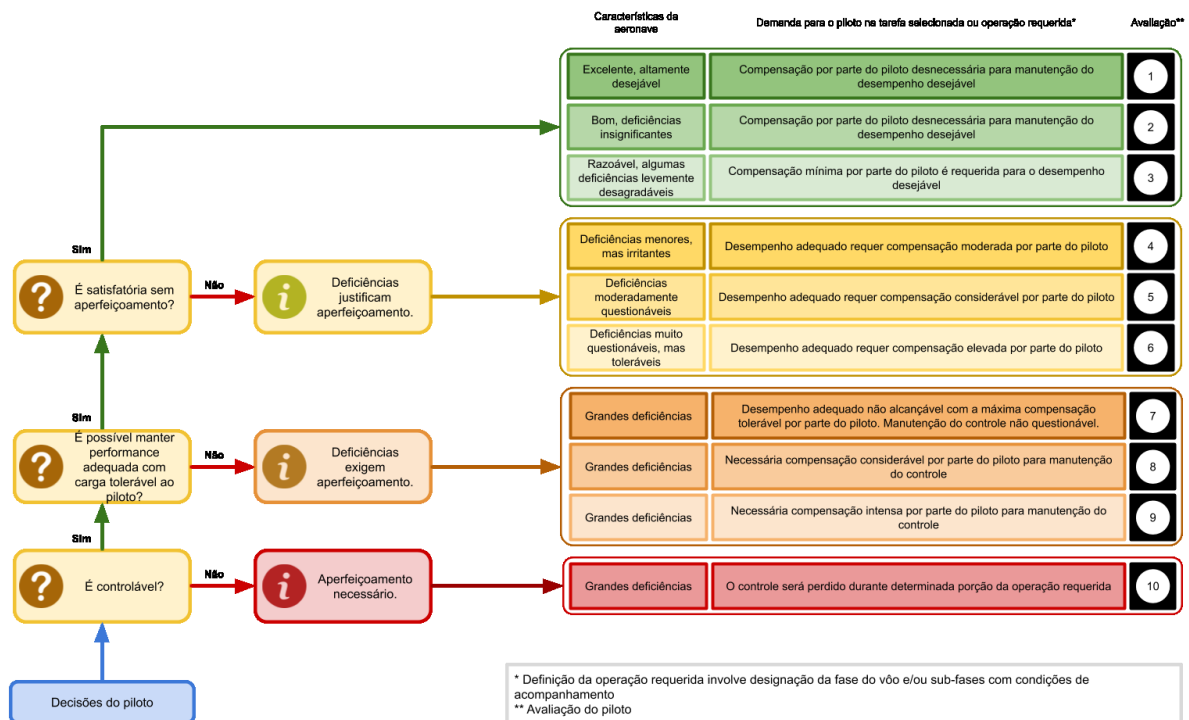 Características da
aeronave
Demanda para o piloto na tarefa selecionada ou operação requerida*
Avaliação**
Excelente, altamente
desejável
Compensação por parte do piloto desnecessária para manutenção do
desempenho desejável
1
Bom, deficiências
insignificantes
Compensação por parte do piloto desnecessária para manutenção do
desempenho desejável
2
Razoável, algumas
deficiências levemente
desagradáveis
Compensação mínima por parte do piloto é requerida para o desempenho
desejável
3
Sim
É satisfatória sem
aperfeiçoamento?
Não
Deficiências
justificam
aperfeiçoamento.
Deficiências menores,
mas irritantes
Desempenho adequado requer compensação moderada por parte do piloto
4
Deficiências
moderadamente
questionáveis
Desempenho adequado requer compensação considerável por parte do piloto
5
Deficiências muito
questionáveis, mas
toleráveis
Desempenho adequado requer compensação elevada por parte do piloto
6
Sim
É possível manter
performance
adequada com
carga tolerável ao
piloto?
Não
Deficiências
exigem
aperfeiçoamento.
Grandes deficiências
Desempenho adequado não alcançável com a máxima compensação
tolerável por parte do piloto. Manutenção do controle não questionável.
7
Grandes deficiências
Necessária compensação considerável por parte do piloto para manutenção
do controle
8
Grandes deficiências
Necessária compensação intensa por parte do piloto para manutenção do
controle
9
Sim
É controlável?
Não
Aperfeiçoamento
necessário.
Grandes deficiências
O controle será perdido durante determinada porção da operação requerida
10
Decisões do piloto
* Definição da operação requerida involve designação da fase do vôo e/ou sub-fases com condições de
acompanhamento
** Avaliação do piloto